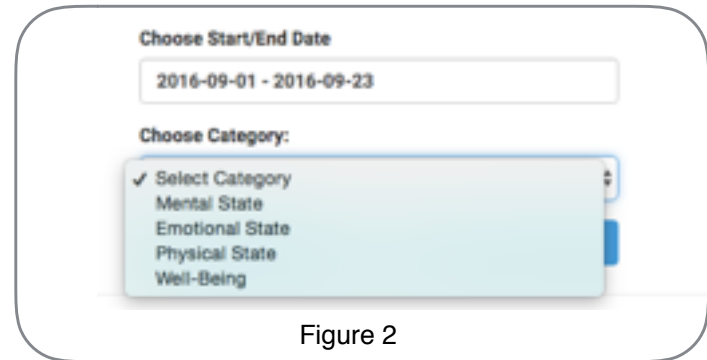 Choose Start/End Date
2016-09-01 - 2016-09-23
Choose Category:
✓ Select Category
Mental State
Emotional State
Physical State
Well-Being
Figure 2